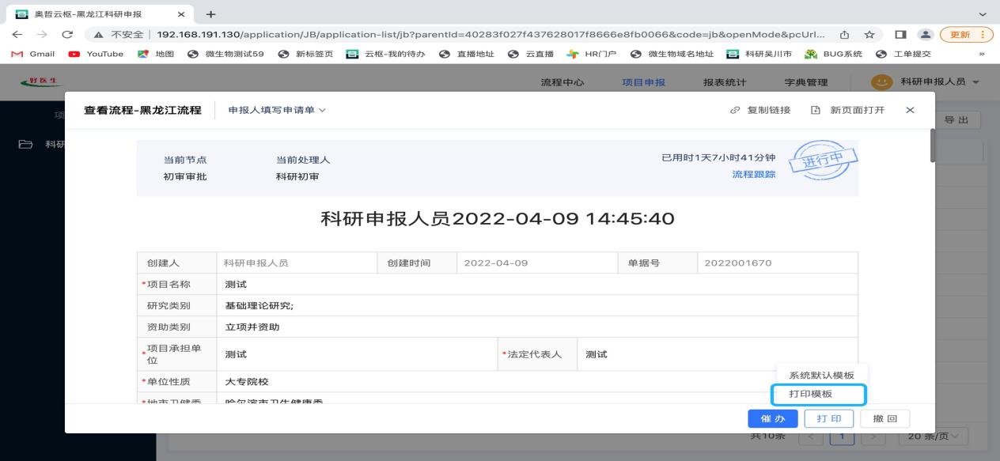 奥哲云枢-黑龙江科研申报
不安全 192.168.191.130/application/JB/application-list/jb?parentId=40283f027f437628017f8666e8fb0066&code=jb&openMode&pcUrl... 更新
Gmail YouTube 地图 微生物测试59 新标签页 云枢-我的待办 直播地址 云直播 HR门户 微生物域名地址 科研吴川市 BUG系统 工单提交 »
好医生 流程中心 项目申报 报表统计 字典管理 科研申报人员
查看流程-黑龙江流程 申报人填写申请单 复制链接 新页面打开
项 导出
科研
当前节点 当前处理人 已用时1天7小时41分钟 进行中
初审审批 科研初审 流程跟踪
科研申报人员2022-04-09 14:45:40
创建人 科研申报人员 创建时间 2022-04-09 单据号 2022001670
*项目名称 测试
研究类别 基础理论研究;
资助类别 立项并资助
*项目承担单位 测试 *法定代表人 测试
系统默认模板
*单位性质 大专院校
打印模板
*地市卫健委 哈尔滨市卫生健康委
催办 打印 撤回
共10条 < 1 > 20 条/页